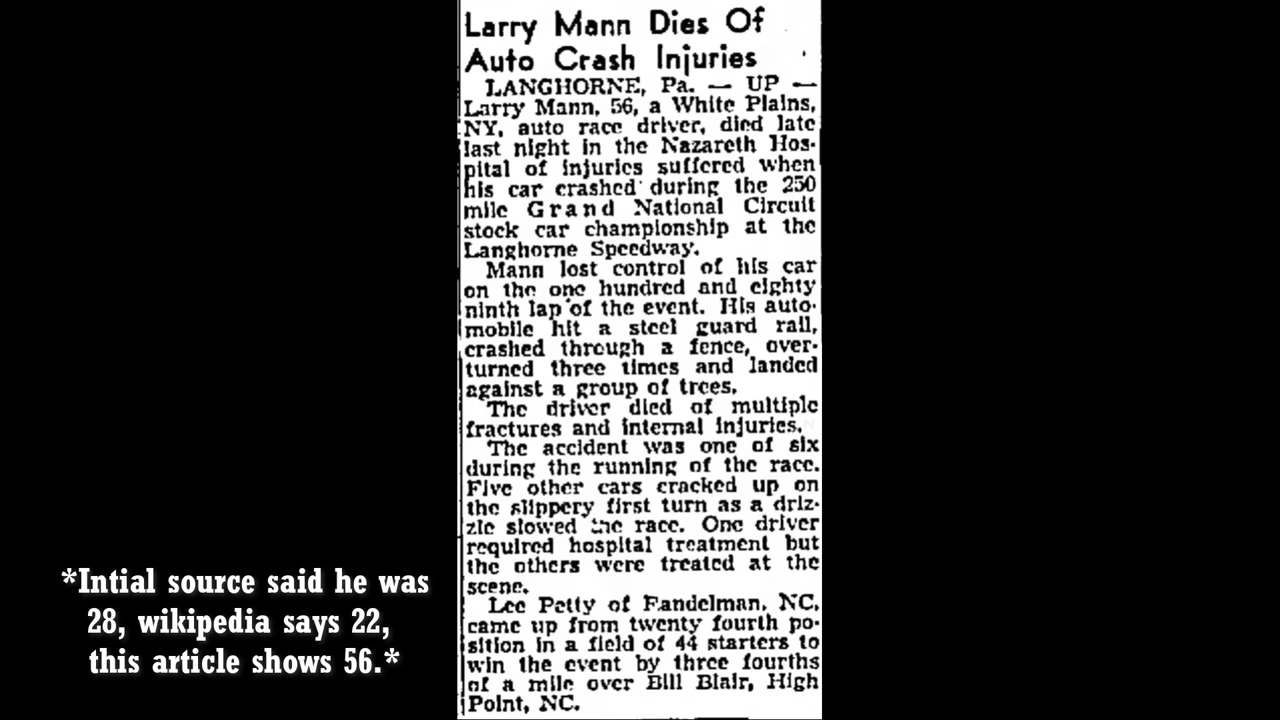 Larry Mann Dies Of
Auto Crash Injuries
LANGHORNE, Pa. — UP —
Larry Mann, 56, a White Plains,
NY, auto race driver, died late
last night in the Nazareth Hos-
pital of injuries suffered when
his car crashed during the 250
mile Grand National Circuit
stock car championship at the
Langhorne Speedway.
Mann lost control of his car
on the one hundred and eighty
ninth lap of the event. His auto-
mobile hit a steel guard rail,
crashed through a fence, over-
turned three times and landed
against a group of trees.
The driver died of multiple
fractures and internal injuries.
The accident was one of six
during the running of the race.
Five other cars cracked up on
the slippery first turn as a driz-
zle slowed the race. One driver
required hospital treatment but
the others were treated at the
scene.
Lee Petty of Randelman, NC,
came up from twenty fourth po-
sition in a field of 44 starters to
win the event by three fourths
of a mile over Bill Blair, High
Point, NC.
*Intial source said he was
28, wikipedia says 22,
this article shows 56.*